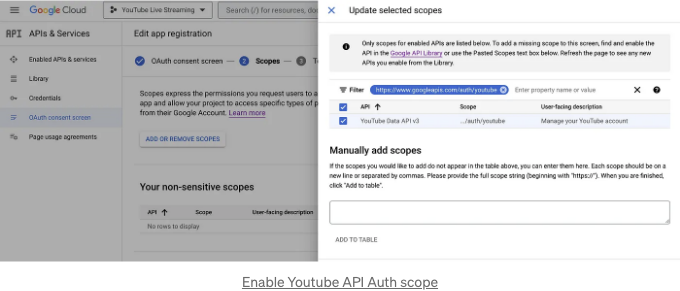 Google Cloud
YouTube Live Streaming
Search (/) for resources, do
API APIs & Services
Enabled APIs & services
Library
Credentials
OAuth consent screen
Page usage agreements
Edit app registration
OAuth consent screen
2 Scopes
3 T
Scopes express the permissions you request users to a
app and allow your project to access specific types of p
from their Google Account. Learn more
ADD OR REMOVE SCOPES
Your non-sensitive scopes
API Scope User-facing description
No rows to display
Update selected scopes
Only scopes for enabled APIs are listed below. To add a missing scope to this screen, find and enable the
API in the Google API Library or use the Pasted Scopes text box below. Refresh the page to see any new
APIs you enable from the Library.
Filter https://www.googleapis.com/auth/youtube Enter property name or value
API Scope User-facing description
YouTube Data API v3 .../auth/youtube Manage your YouTube account
Manually add scopes
If the scopes you would like to add do not appear in the table above, you can enter them here. Each scope should be on a
new line or separated by commas. Please provide the full scope string (beginning with "https://"). When you are finished,
click "Add to table".
ADD TO TABLE
Enable Youtube API Auth scope